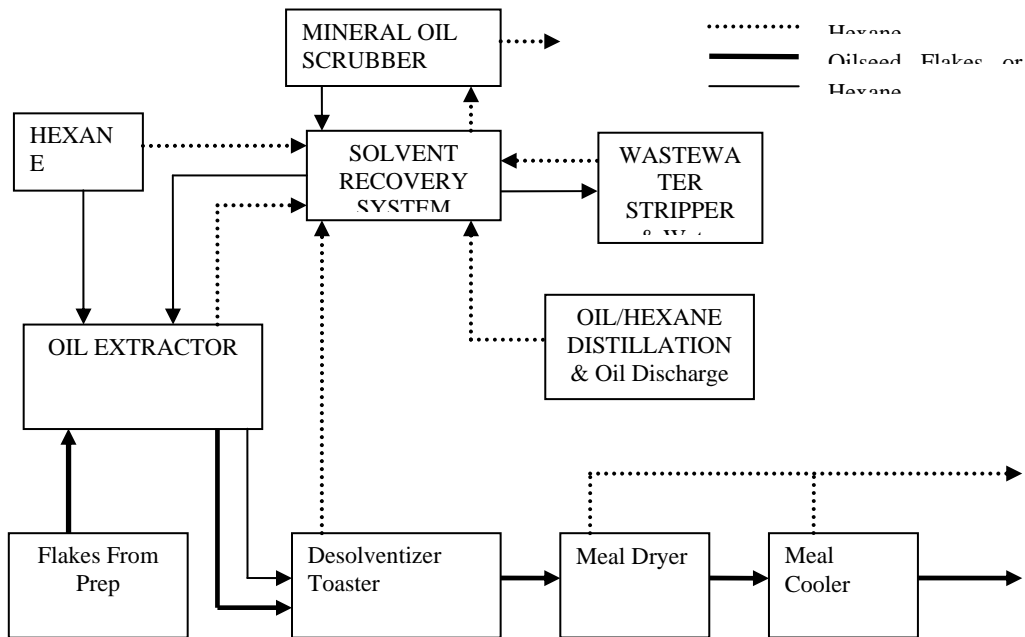 MINERAL OIL
SCRUBBER
Hexane
Oilseed Flakes or
Hexane
HEXAN
E
SOLVENT
RECOVERY
SYSTEM
WASTEWA
TER
STRIPPER
OIL EXTRACTOR
OIL/HEXANE
DISTILLATION
& Oil Discharge
Flakes From
Prep
Desolventizer
Toaster
Meal Dryer
Meal
Cooler